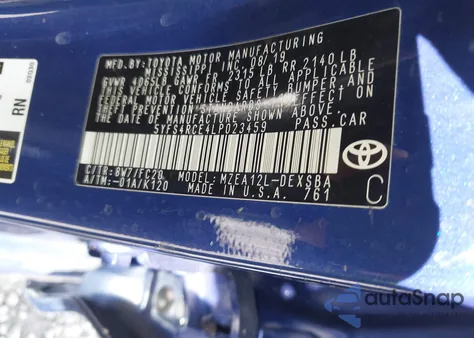 MFD. BY: TOYOTA MOTOR MANUFACTURING
MISSISSIPPI, INC. 08/19
GVWR GAWR FR 2315 LB RR 2140 LB
THIS VEHICLE CONFORMS TO ALL APPLICABLE
FEDERAL MOTOR VEHICLE SAFETY, BUMPER, AND
THEFT PREVENTION STANDARDS IN EFFECT ON
THE DATE OF MANUFACTURE SHOWN ABOVE.
5YFS4RCE4LP023459 PASS.CAR
C/TR: 8W7/FC20 MODEL: MZEA12L-DEXSBA
A/TM: -01A/K120 MADE IN U.S.A. 761
C
RN
autoSnap